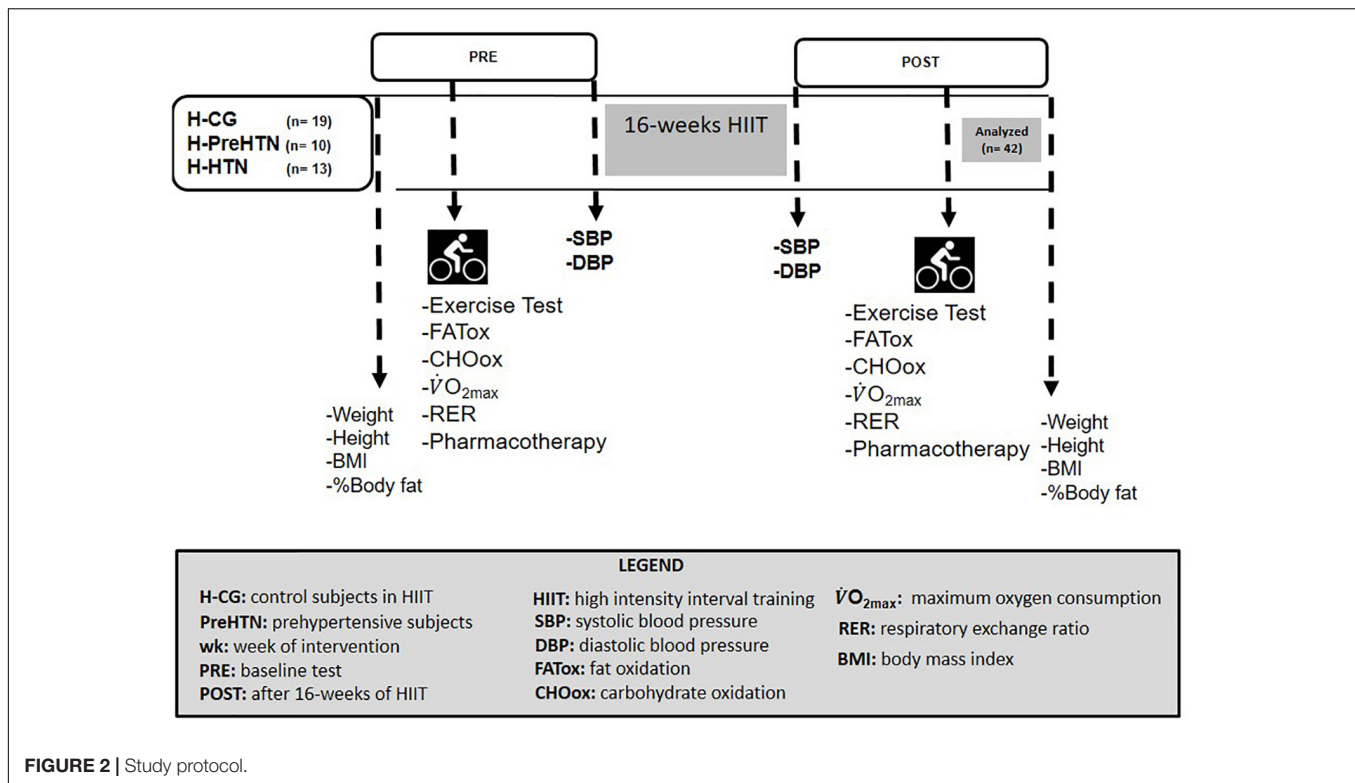 PRE
POST
H-CG (n= 19)
H-PreHTN (n= 10)
H-HTN (n= 13)
16-weeks HIIT
Analyzed
(n= 42)
-SBP
-DBP
-SBP
-DBP
-Exercise Test
-FATox
-CHOox
-V̇O2max
-RER
-Pharmacotherapy
-Exercise Test
-FATox
-CHOox
-V̇O2max
-RER
-Pharmacotherapy
-Weight
-Height
-BMI
-%Body fat
-Weight
-Height
-BMI
-%Body fat
LEGEND
H-CG: control subjects in HIIT
PreHTN: prehypertensive subjects
wk: week of intervention
PRE: baseline test
POST: after 16-weeks of HIIT
HIIT: high intensity interval training
SBP: systolic blood pressure
DBP: diastolic blood pressure
FATox: fat oxidation
CHOox: carbohydrate oxidation
V̇O2max: maximum oxygen consumption
RER: respiratory exchange ratio
BMI: body mass index
FIGURE 2 | Study protocol.